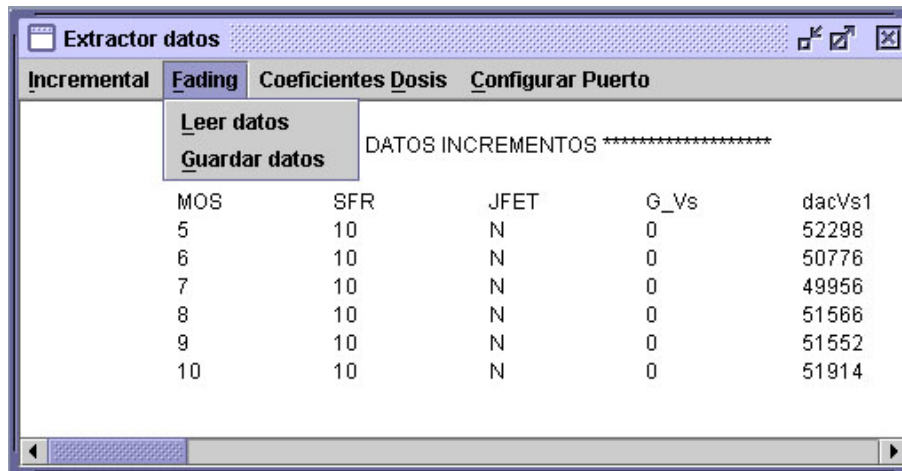 Extractor datos
Incremental Fading Coeficientes Dosis Configurar Puerto
Leer datos
Guardar datos
DATOS INCREMENTOS *******************
MOS SFR JFET G_Vs dacVs1
5 10 N 0 52298
6 10 N 0 50776
7 10 N 0 49956
8 10 N 0 51566
9 10 N 0 51552
10 10 N 0 51914